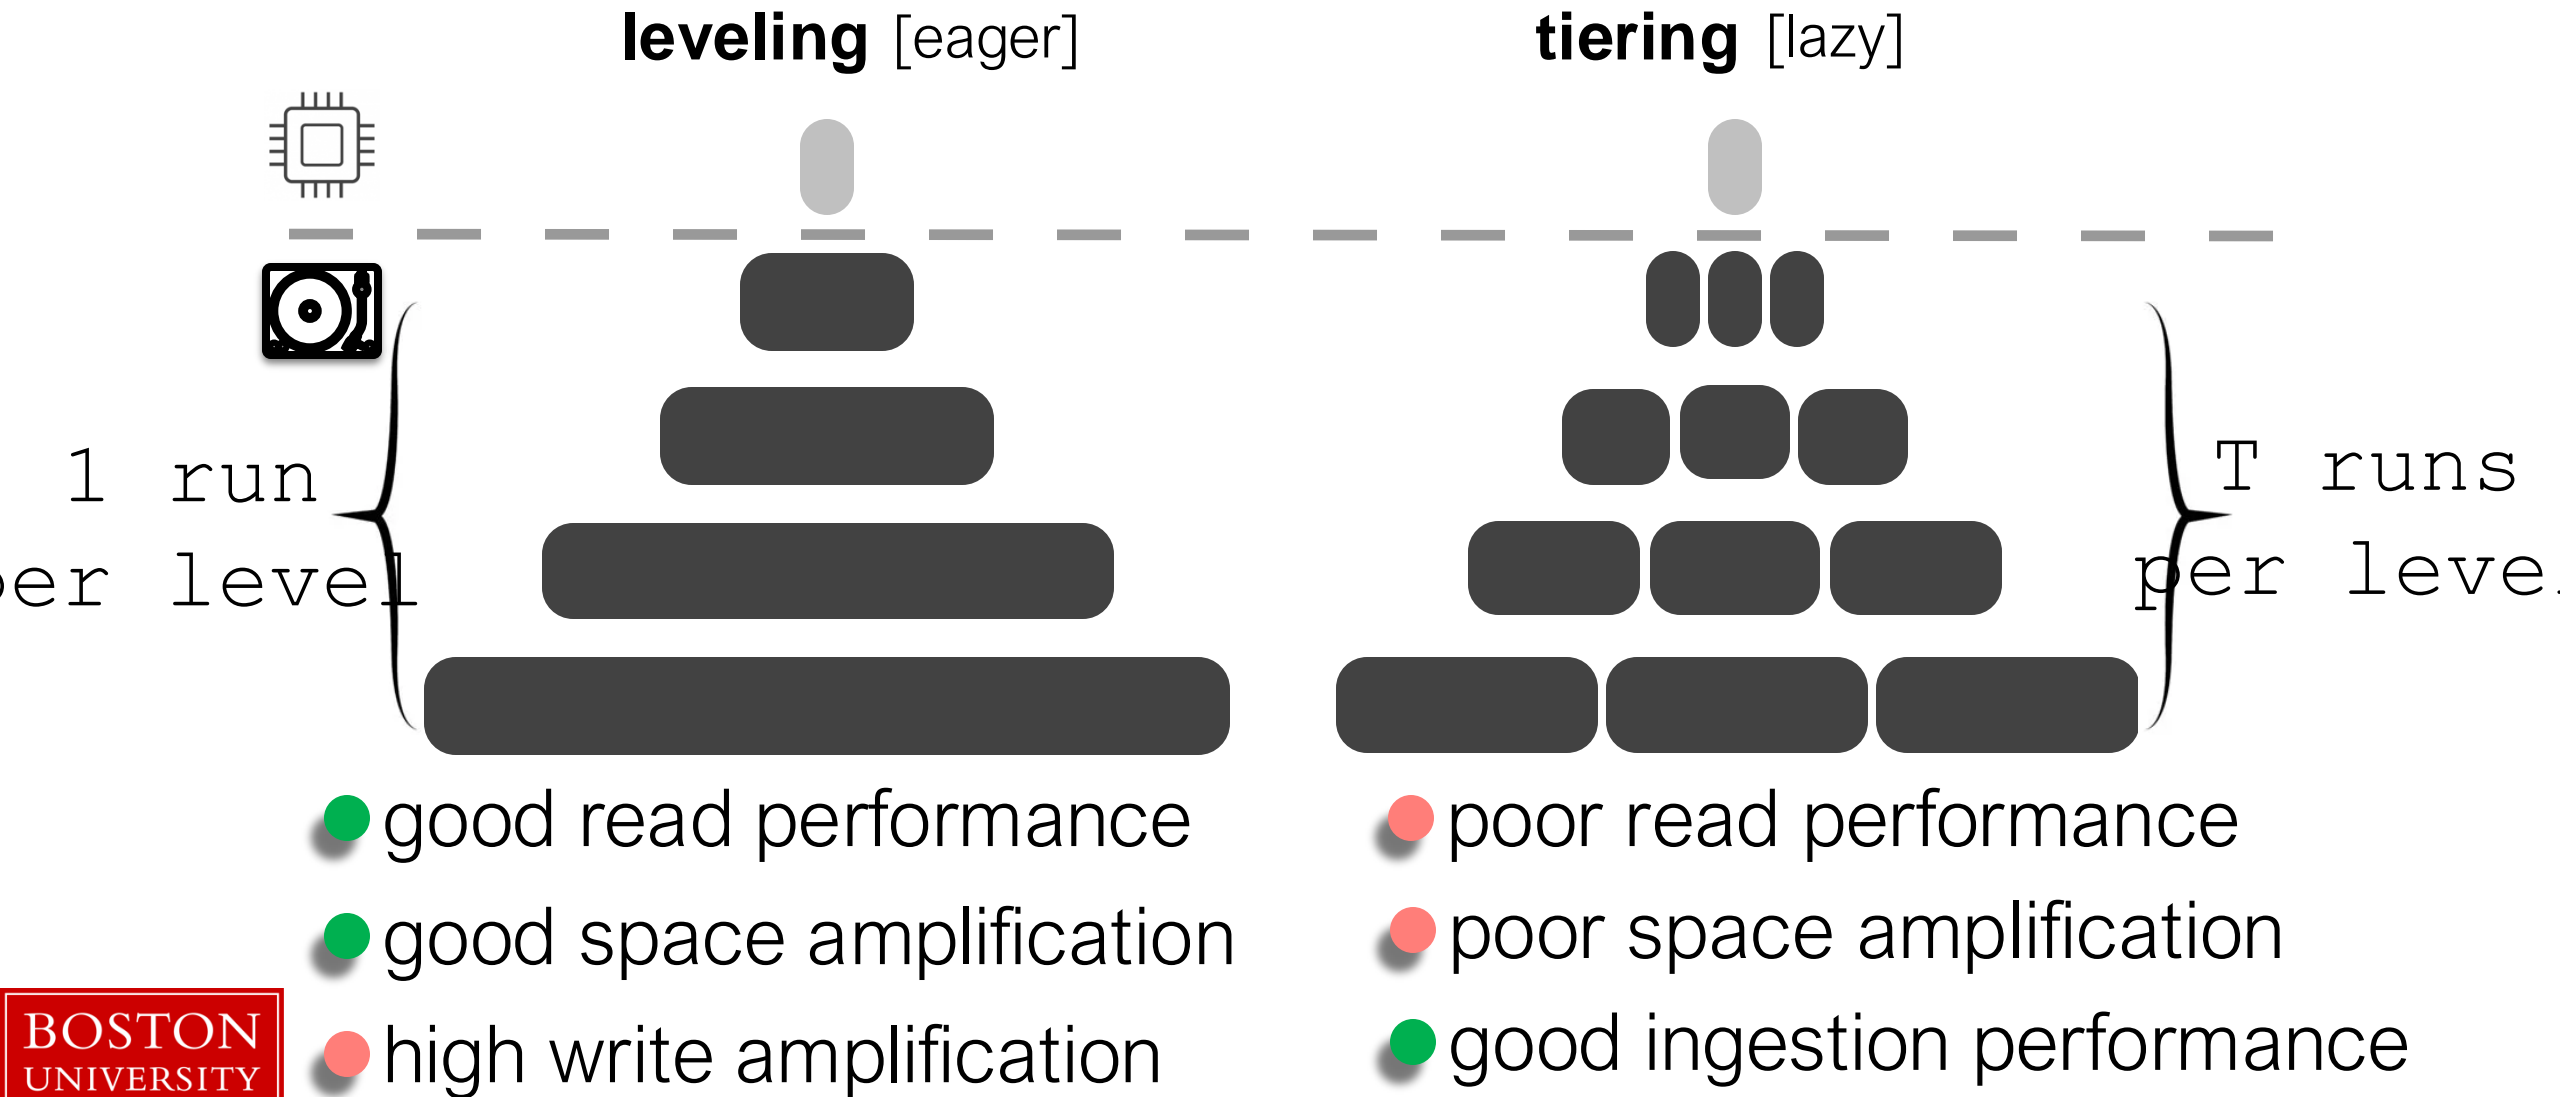 leveling [eager]
tiering [lazy]
1 run
per level
T runs
per level
good read performance
good space amplification
high write amplification
poor read performance
poor space amplification
good ingestion performance
BOSTON
UNIVERSITY